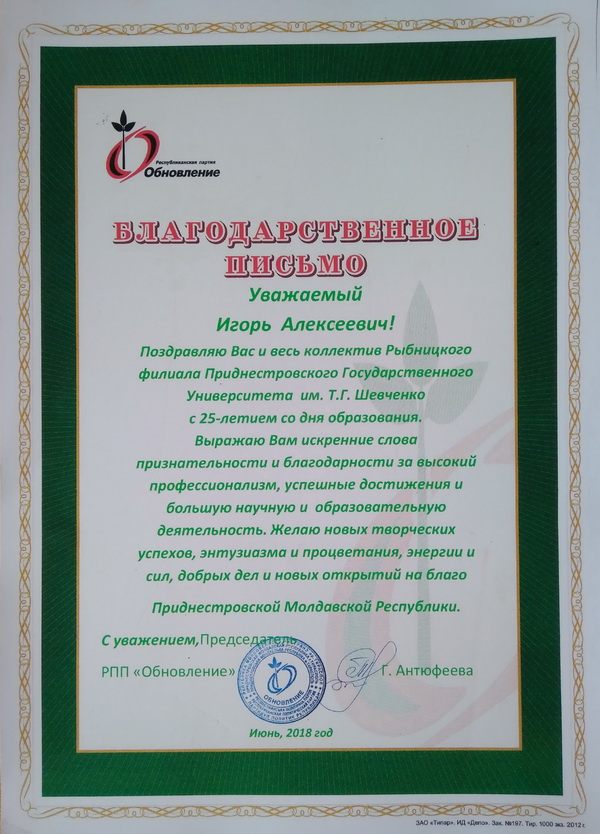 Республиканская партия
Обновление
БЛАГОДАРСТВЕННОЕ
ПИСЬМО
Уважаемый
Игорь Алексеевич!
Поздравляю Вас и весь коллектив Рыбницкого
филиала Приднестровского Государственного
Университета им. Т.Г. Шевченко
с 25-летием со дня образования.
Выражаю Вам искренние слова
признательности и благодарности за высокий
профессионализм, успешные достижения и
большую научную и образовательную
деятельность. Желаю новых творческих
успехов, энтузиазма и процветания, энергии и
сил, добрых дел и новых открытий на благо
Приднестровской Молдавской Республики.
С уважением, Председатель
РПП «Обновление» Г. Антюфеева
ОБНОВЛЕНИЕ
Июнь, 2018 год
ЗАО «Типар». ИД «Депо». Зак. №197. Тир. 1000 экз. 2012 г.